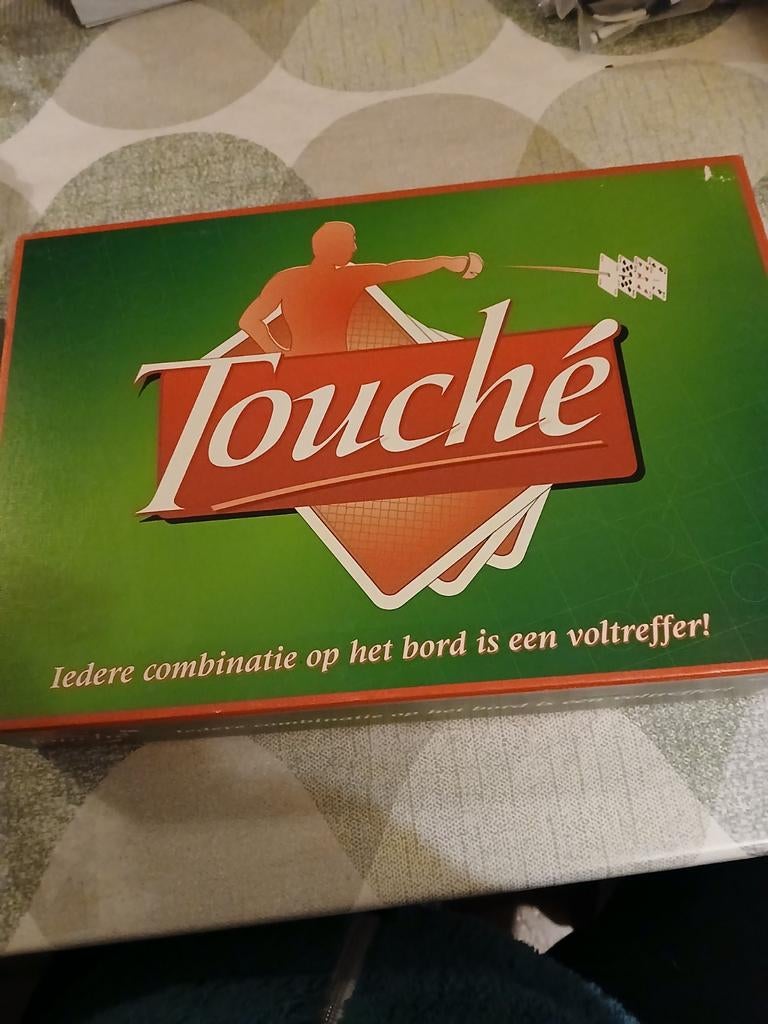 Touché
Iedere combinatie op het bord is een voltreffer!